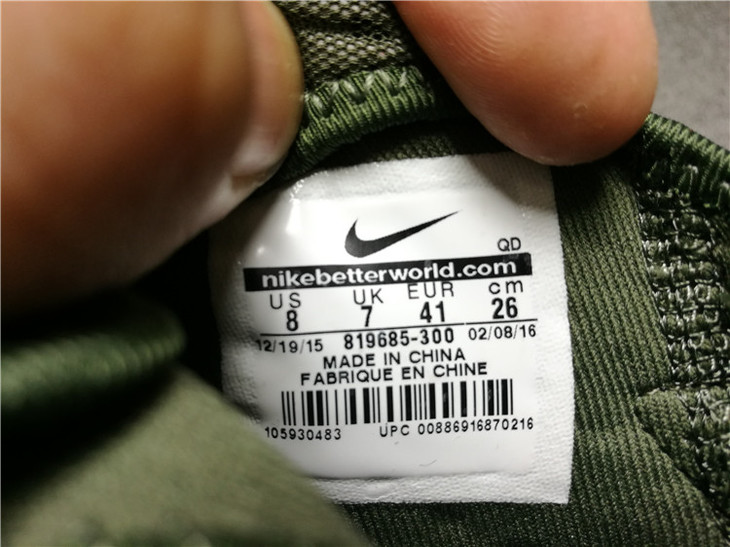 QD
nikebetterworld.com
US UK EUR cm
8 7 41 26
12/19/15 819685-300 02/08/16
MADE IN CHINA
FABRIQUE EN CHINE
105930483 UPC 00886916870216